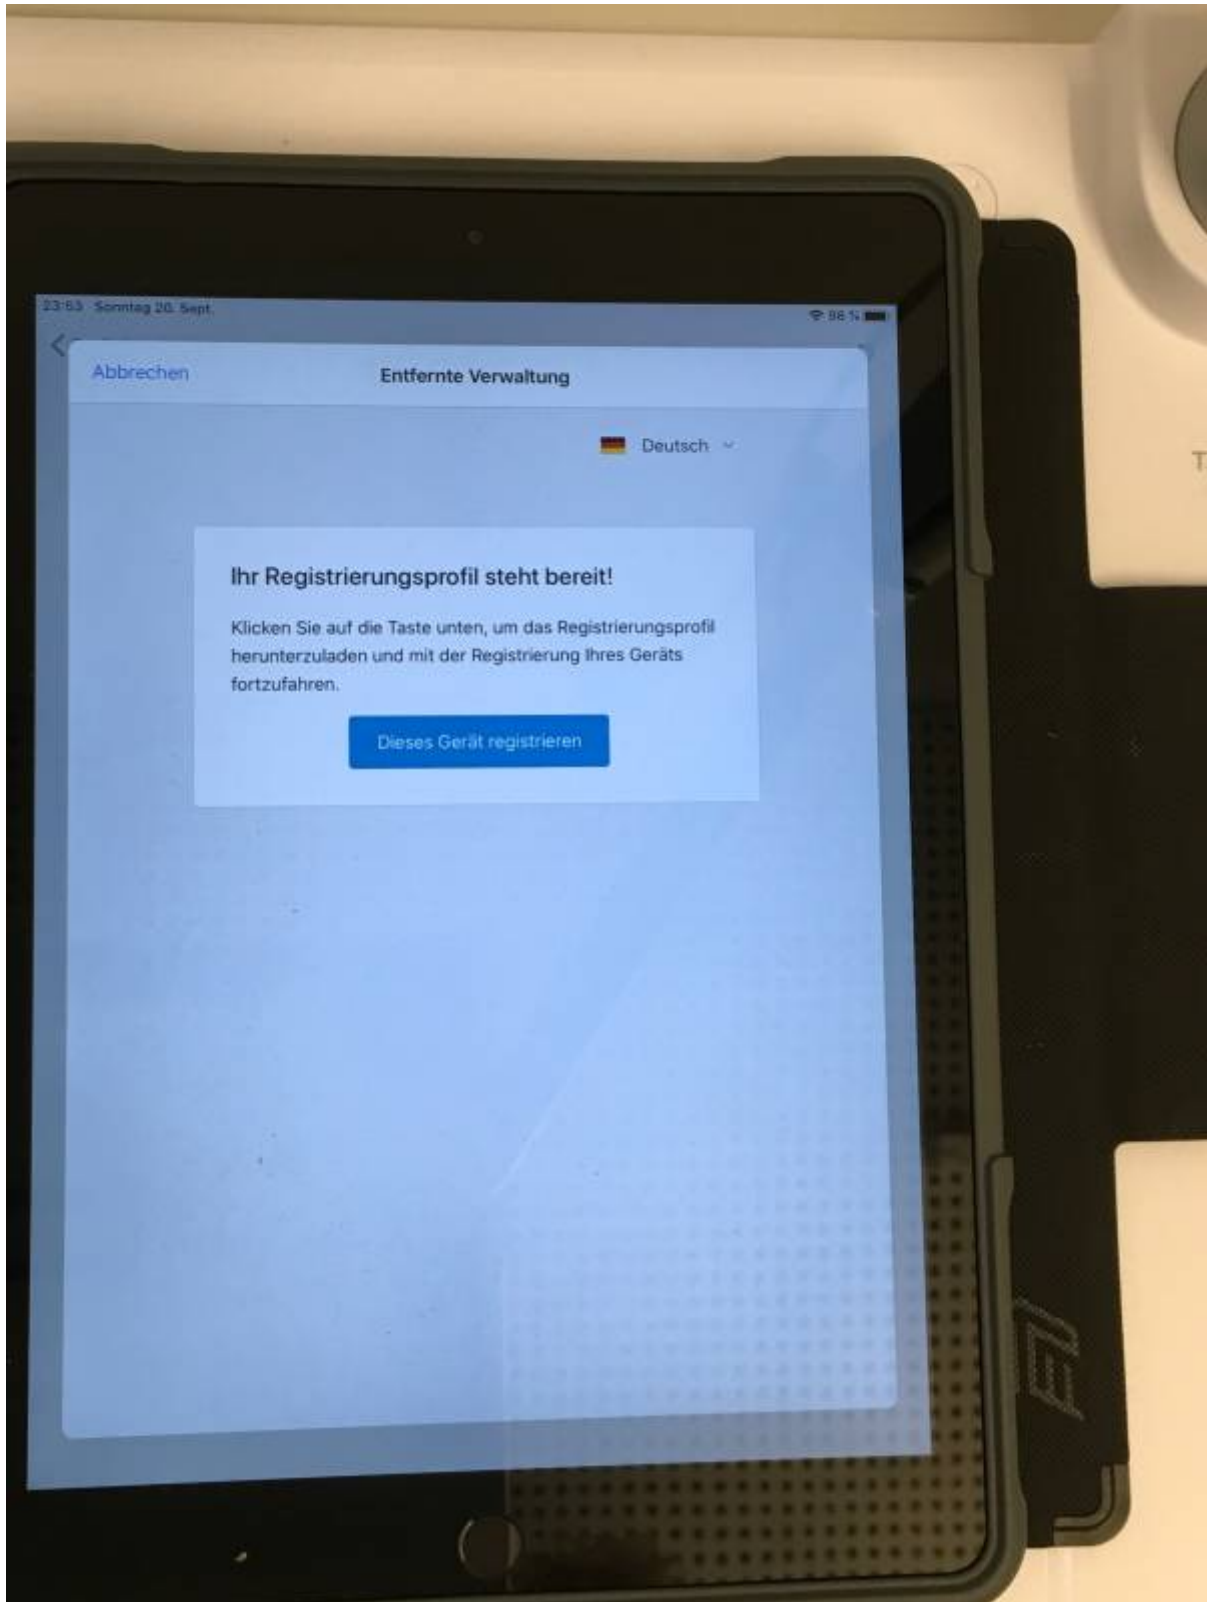 23:53 Sonntag 20. Sept.
98 %
Abbrechen
Entfernte Verwaltung
Deutsch
Ihr Registrierungsprofil steht bereit!
Klicken Sie auf die Taste unten, um das Registrierungsprofil
herunterzuladen und mit der Registrierung Ihres Geräts
fortzufahren.
Dieses Gerät registrieren